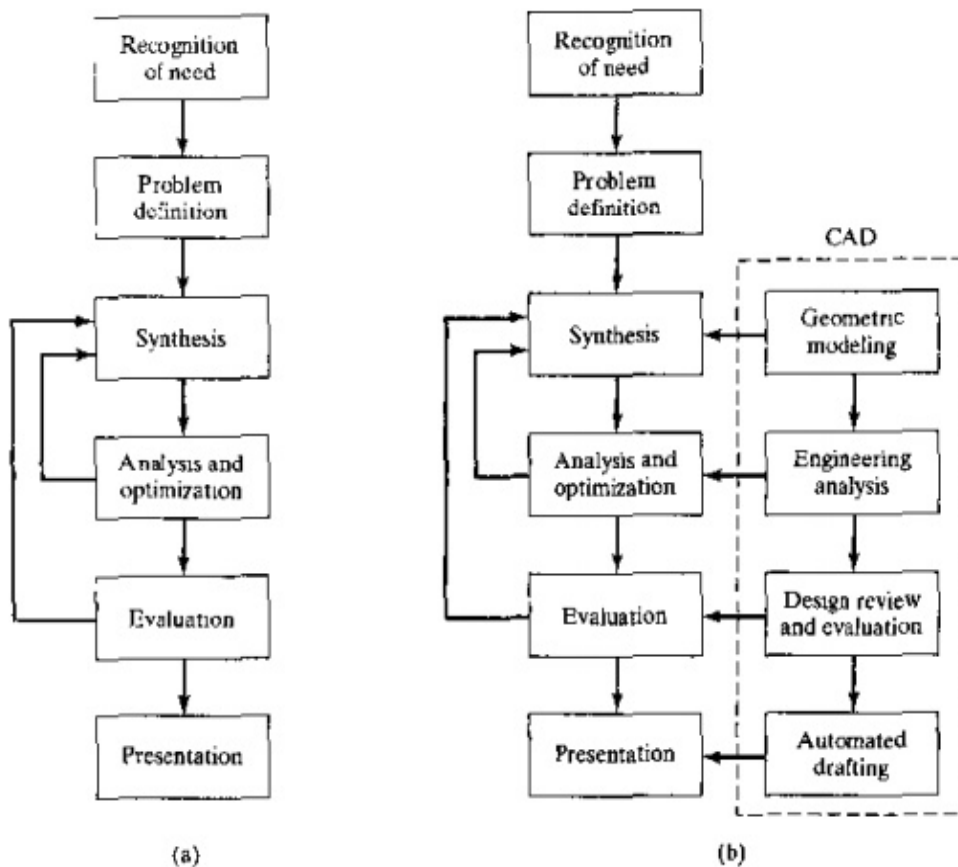 Recognition
of need
Problem
definition
Synthesis
Analysis and
optimization
Evaluation
Presentation
(a)
Recognition
of need
Problem
definition
Synthesis
Analysis and
optimization
Evaluation
Presentation
CAD
Geometric
modeling
Engineering
analysis
Design review
and evaluation
Automated
drafting
(b)